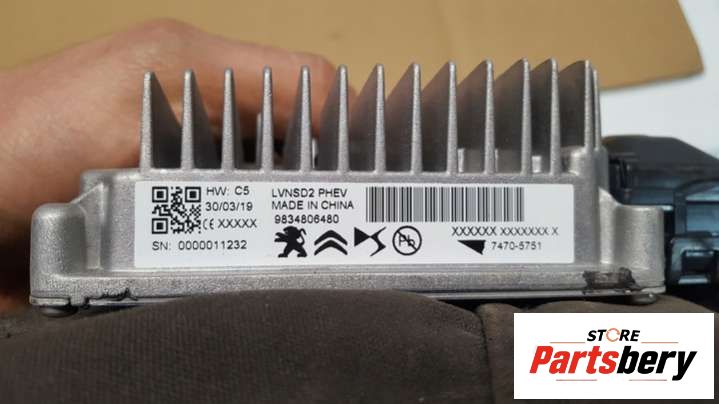 HW: C5
30/03/19
CE XXXXX
SN: 0000011232
LVNSD2 PHEV
MADE IN CHINA
9834806480
Pb
XXXXXX XXXXXXX X
7470-5751
STORE
Partsbery